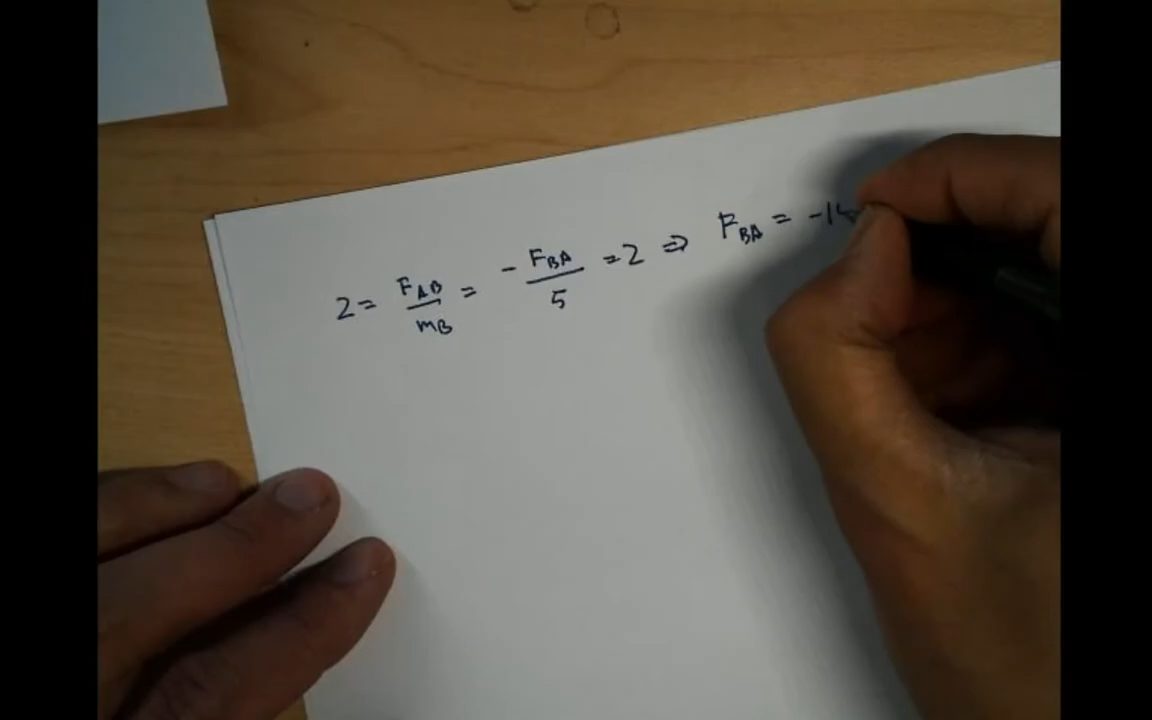 2 = F_AB / m_B = - F_BA / 5 = 2 ⇒ F_BA = -1